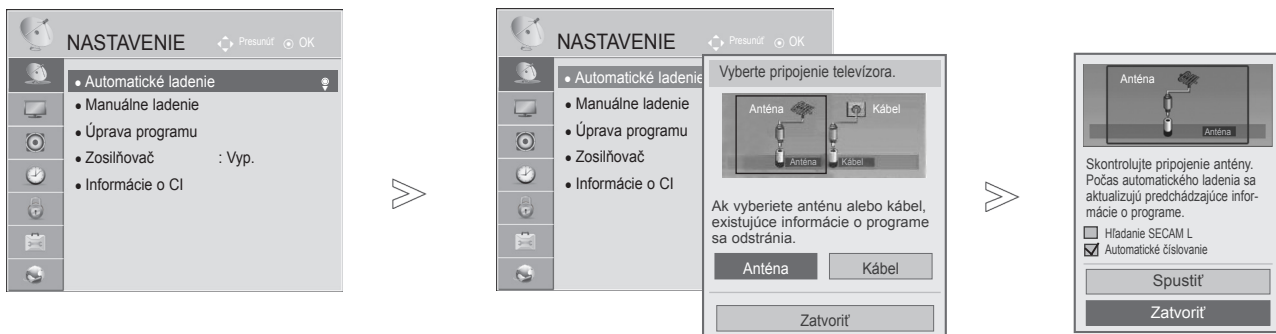 NASTAVENIE
Presunúť OK
• Automatické ladenie
• Manuálne ladenie
• Úprava programu
• Zosilňovač : Vyp.
• Informácie o CI
NASTAVENIE
Presunúť OK
• Automatické ladenie
• Manuálne ladenie
• Úprava programu
• Zosilňovač
• Informácie o CI
Vyberte pripojenie televízora.
Anténa Kábel
Anténa Kábel
Ak vyberiete anténu alebo kábel,
existujúce informácie o programe
sa odstránia.
Anténa Kábel
Zatvoriť
Anténa
Anténa
Skontrolujte pripojenie antény.
Počas automatického ladenia sa
aktualizujú predchádzajúce infor-
mácie o programe.
Hľadanie SECAM L
Automatické číslovanie
Spustiť
Zatvoriť